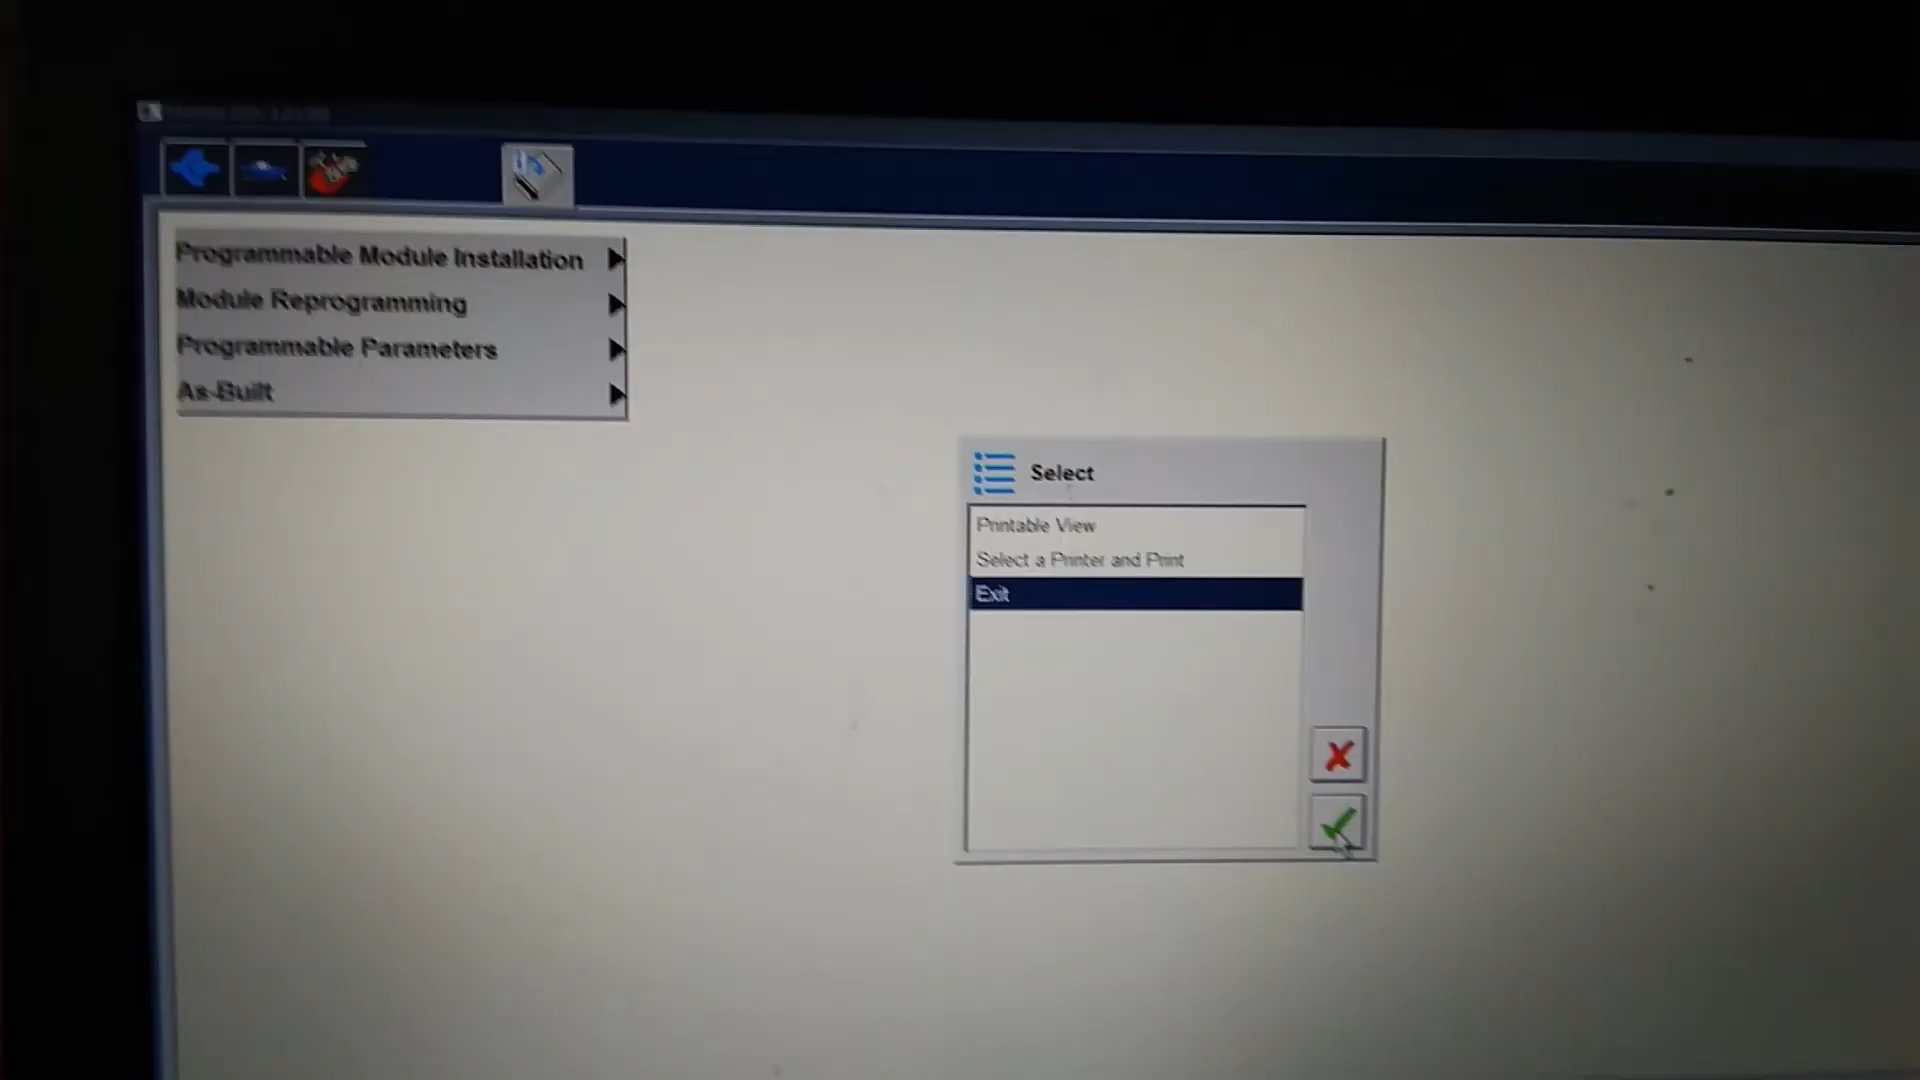 Programmable Module Installation
Module Reprogramming
Programmable Parameters
As-Built
Select
Printable View
Select a Printer and Print
Exit